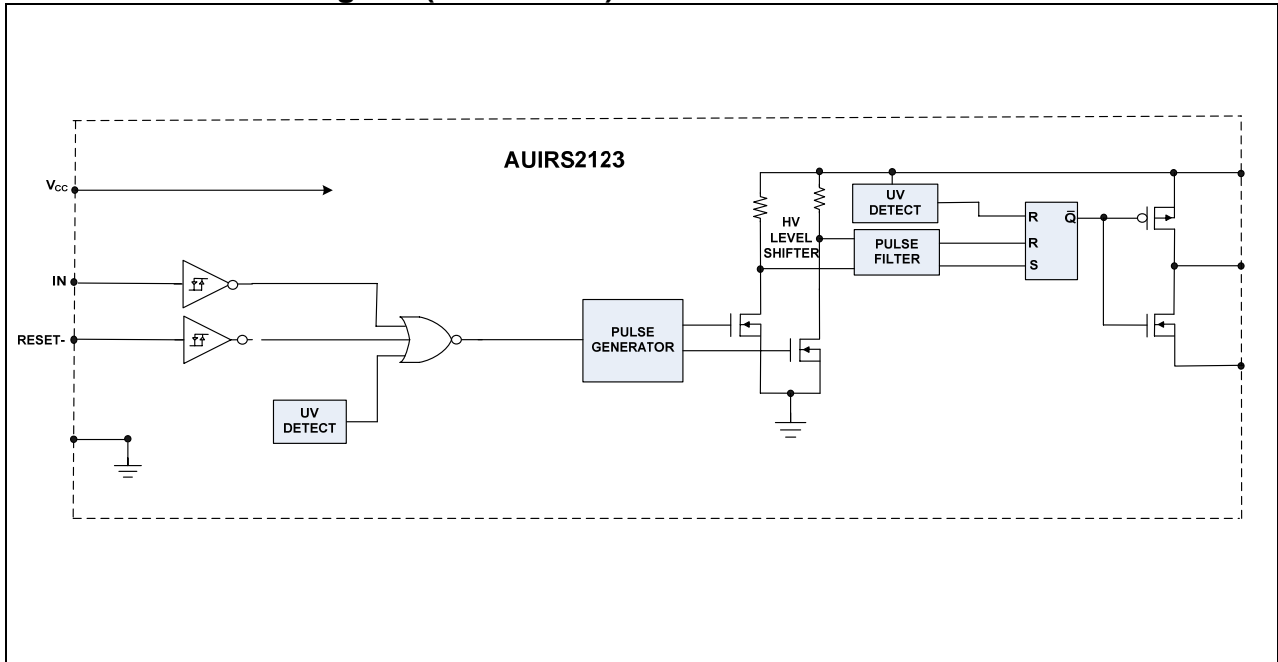 AUIRS2123
VCC
IN
RESET-
UV
DETECT
PULSE
GENERATOR
HV
LEVEL
SHIFTER
UV
DETECT
PULSE
FILTER
R
R
S
Q̅